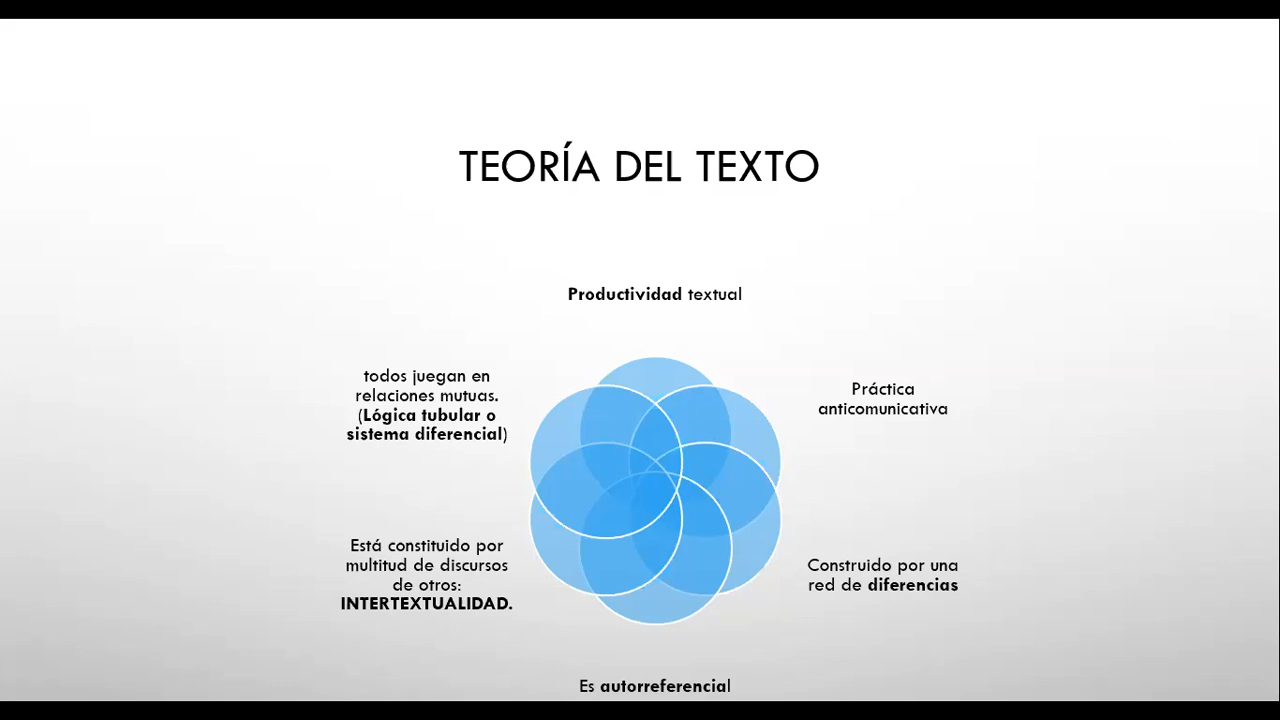 TEORÍA DEL TEXTO
Productividad textual
Práctica
anticomunicativa
Construido por una
red de diferencias
Es autorreferencial
Está constituido por
multitud de discursos
de otros:
INTERTEXTUALIDAD.
todos juegan en
relaciones mutuas.
(Lógica tubular o
sistema diferencial)